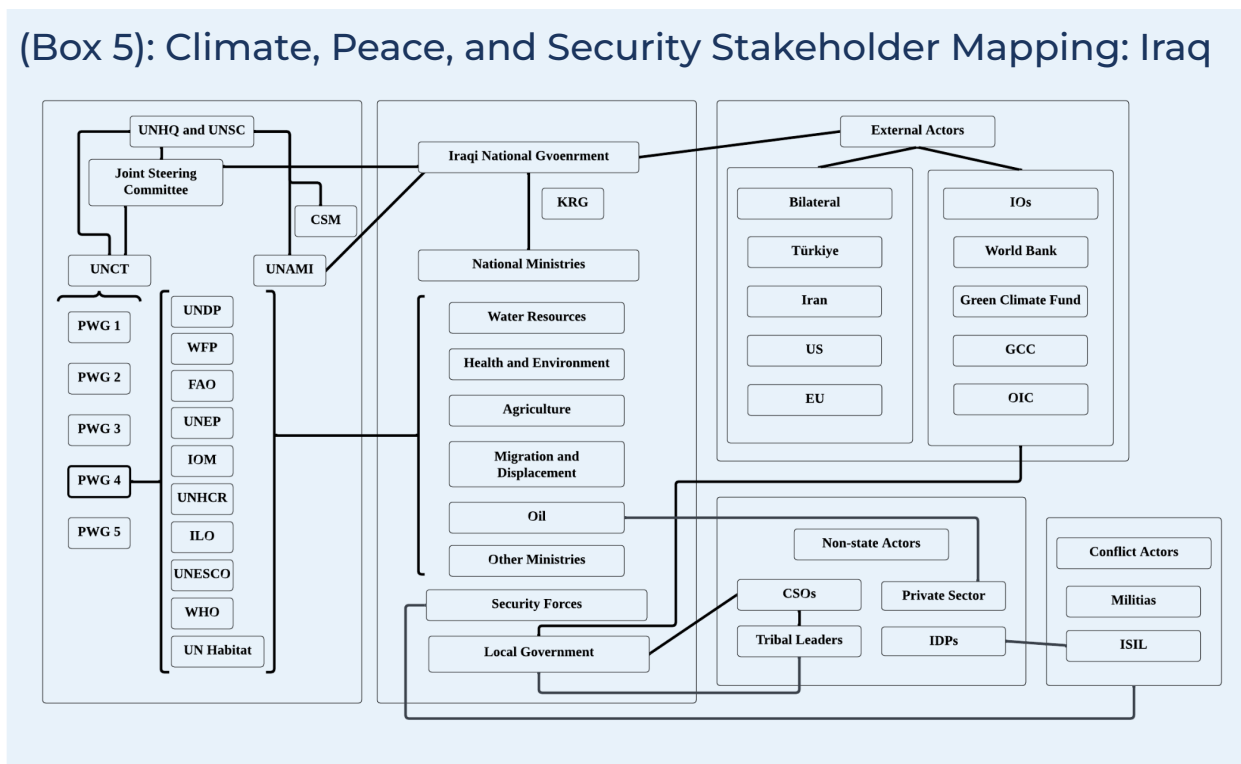 (Box 5): Climate, Peace, and Security Stakeholder Mapping: Iraq
UNHQ and UNSC
Joint Steering
Committee
CSM
UNCT
UNAMI
PWG 1
PWG 2
PWG 3
PWG 4
PWG 5
UNDP
WFP
FAO
UNEP
IOM
UNHCR
ILO
UNESCO
WHO
UN Habitat
Iraqi National Gvoenrment
KRG
National Ministries
Water Resources
Health and Environment
Agriculture
Migration and
Displacement
Oil
Other Ministries
Security Forces
Local Government
External Actors
Bilateral
Türkiye
Iran
US
EU
IOs
World Bank
Green Climate Fund
GCC
OIC
Non-state Actors
CSOs
Private Sector
Tribal Leaders
IDPs
Conflict Actors
Militias
ISIL